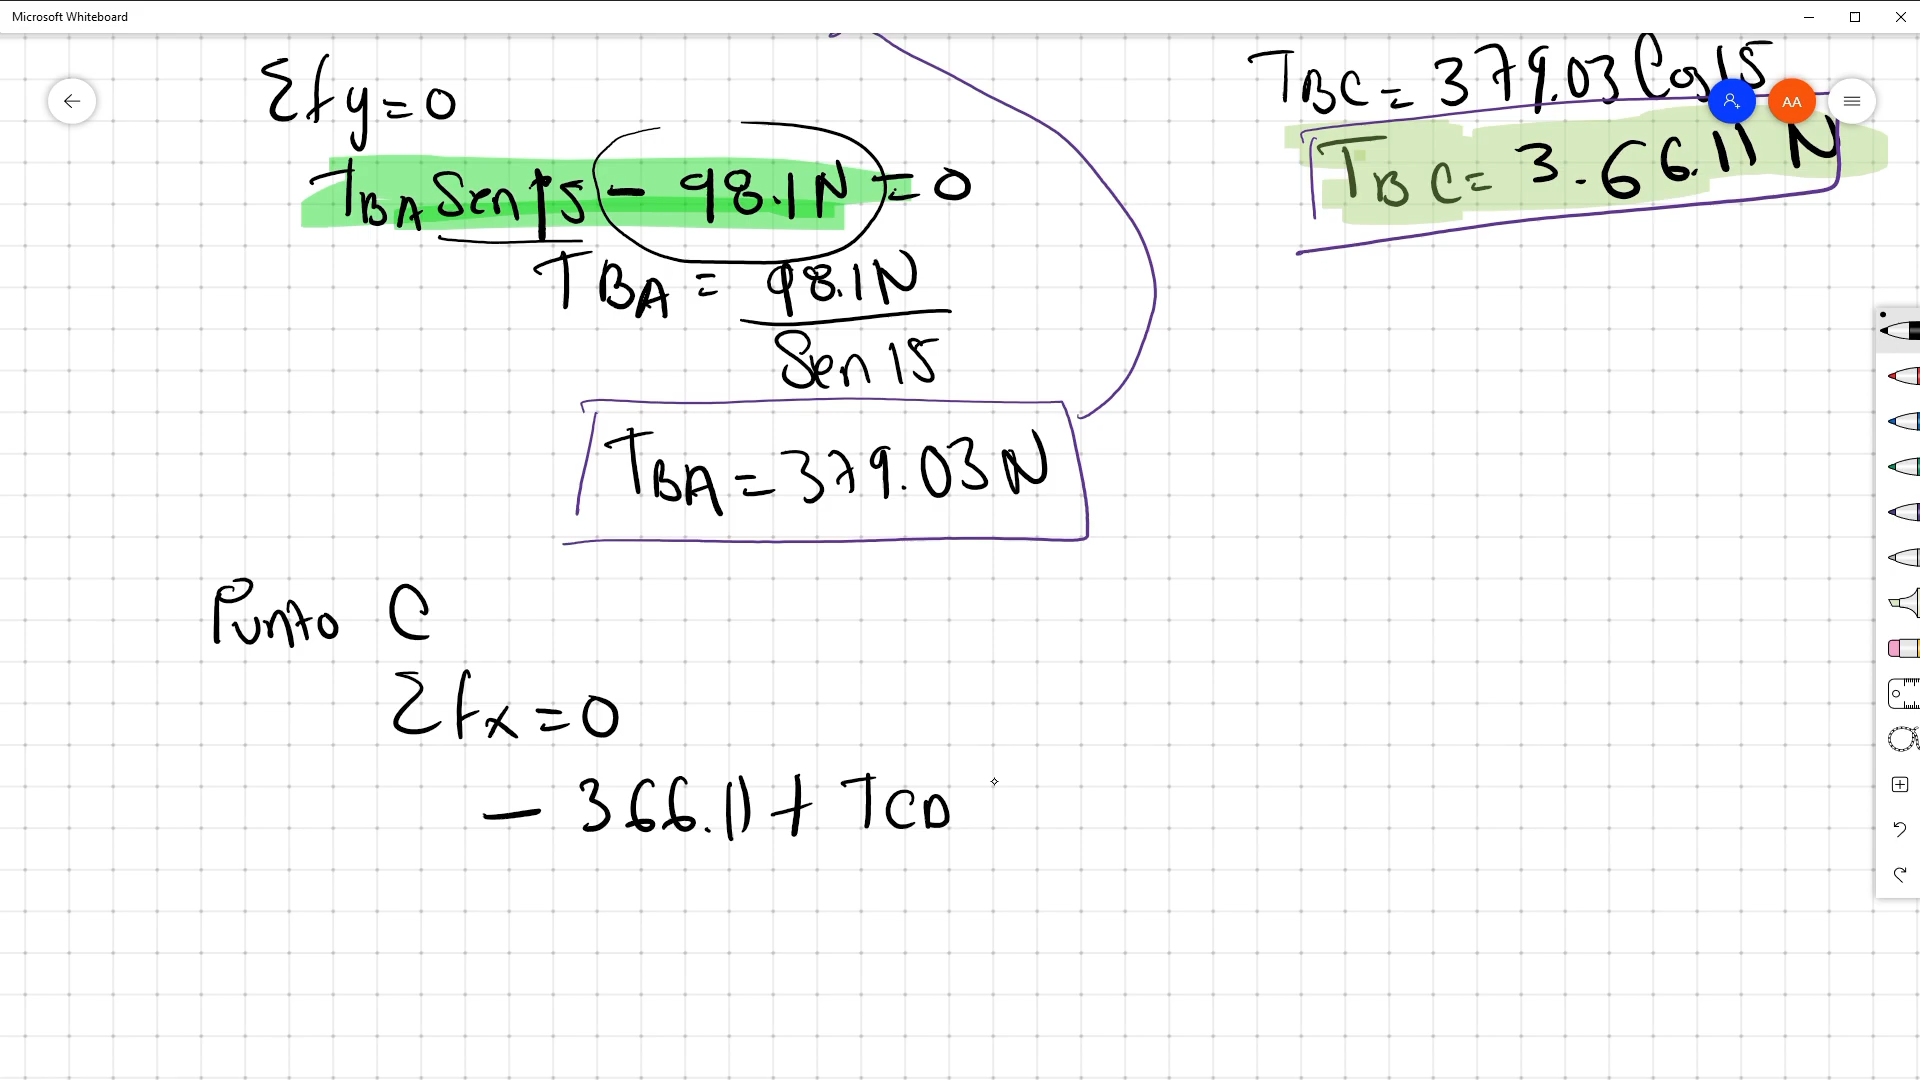 Microsoft Whiteboard
Σfy=0
TBA Sen 15 - 98.1N = 0
TBA = 98.1N
Sen 15
TBA = 379.03 N
TBC = 379.03 Cos 15
TBC = 3.66.11 N
AA
Punto C
Σfx = 0
- 366.11 + TCD